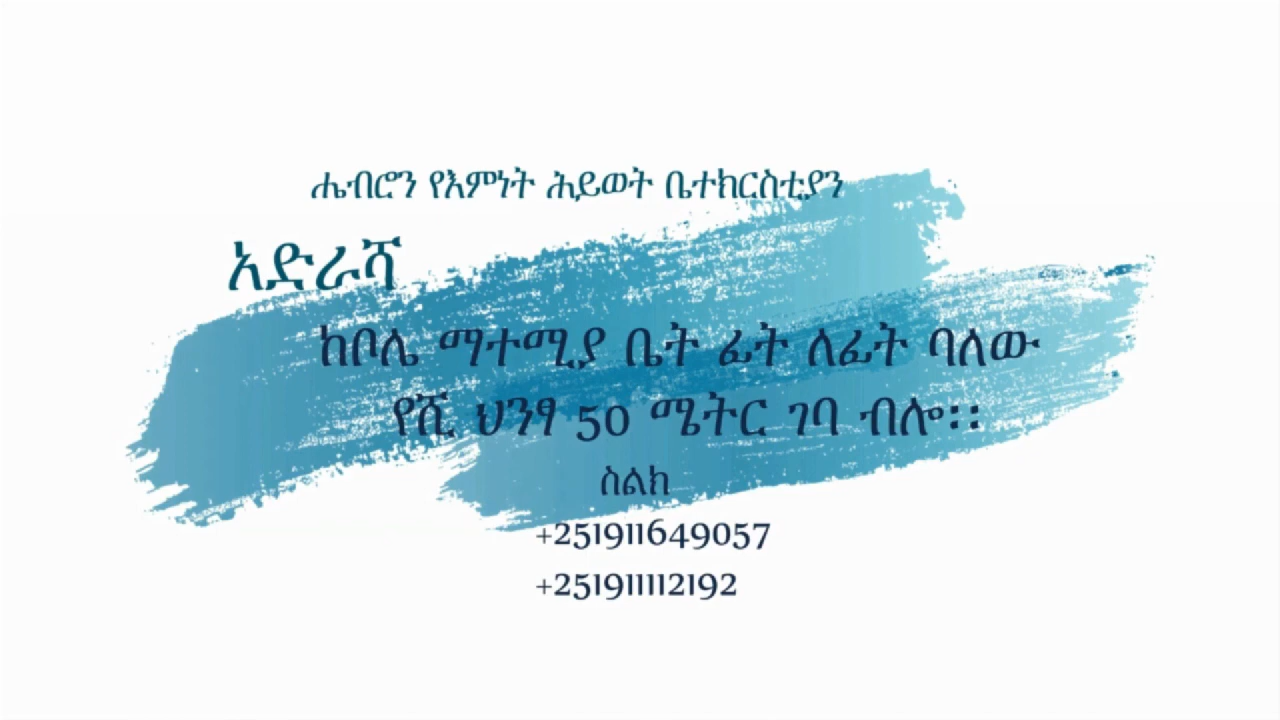 ሔብሮን የእምነት ሕይወት ቤተክርስቲያን
አድራሻ
ከቦሌ ማተሚያ ቤት ፊት ለፊት ባለው
የሺ ህንፃ 50 ሜትር ገባ ብሎ፡፡
ስልክ
+251911649057
+251911112192